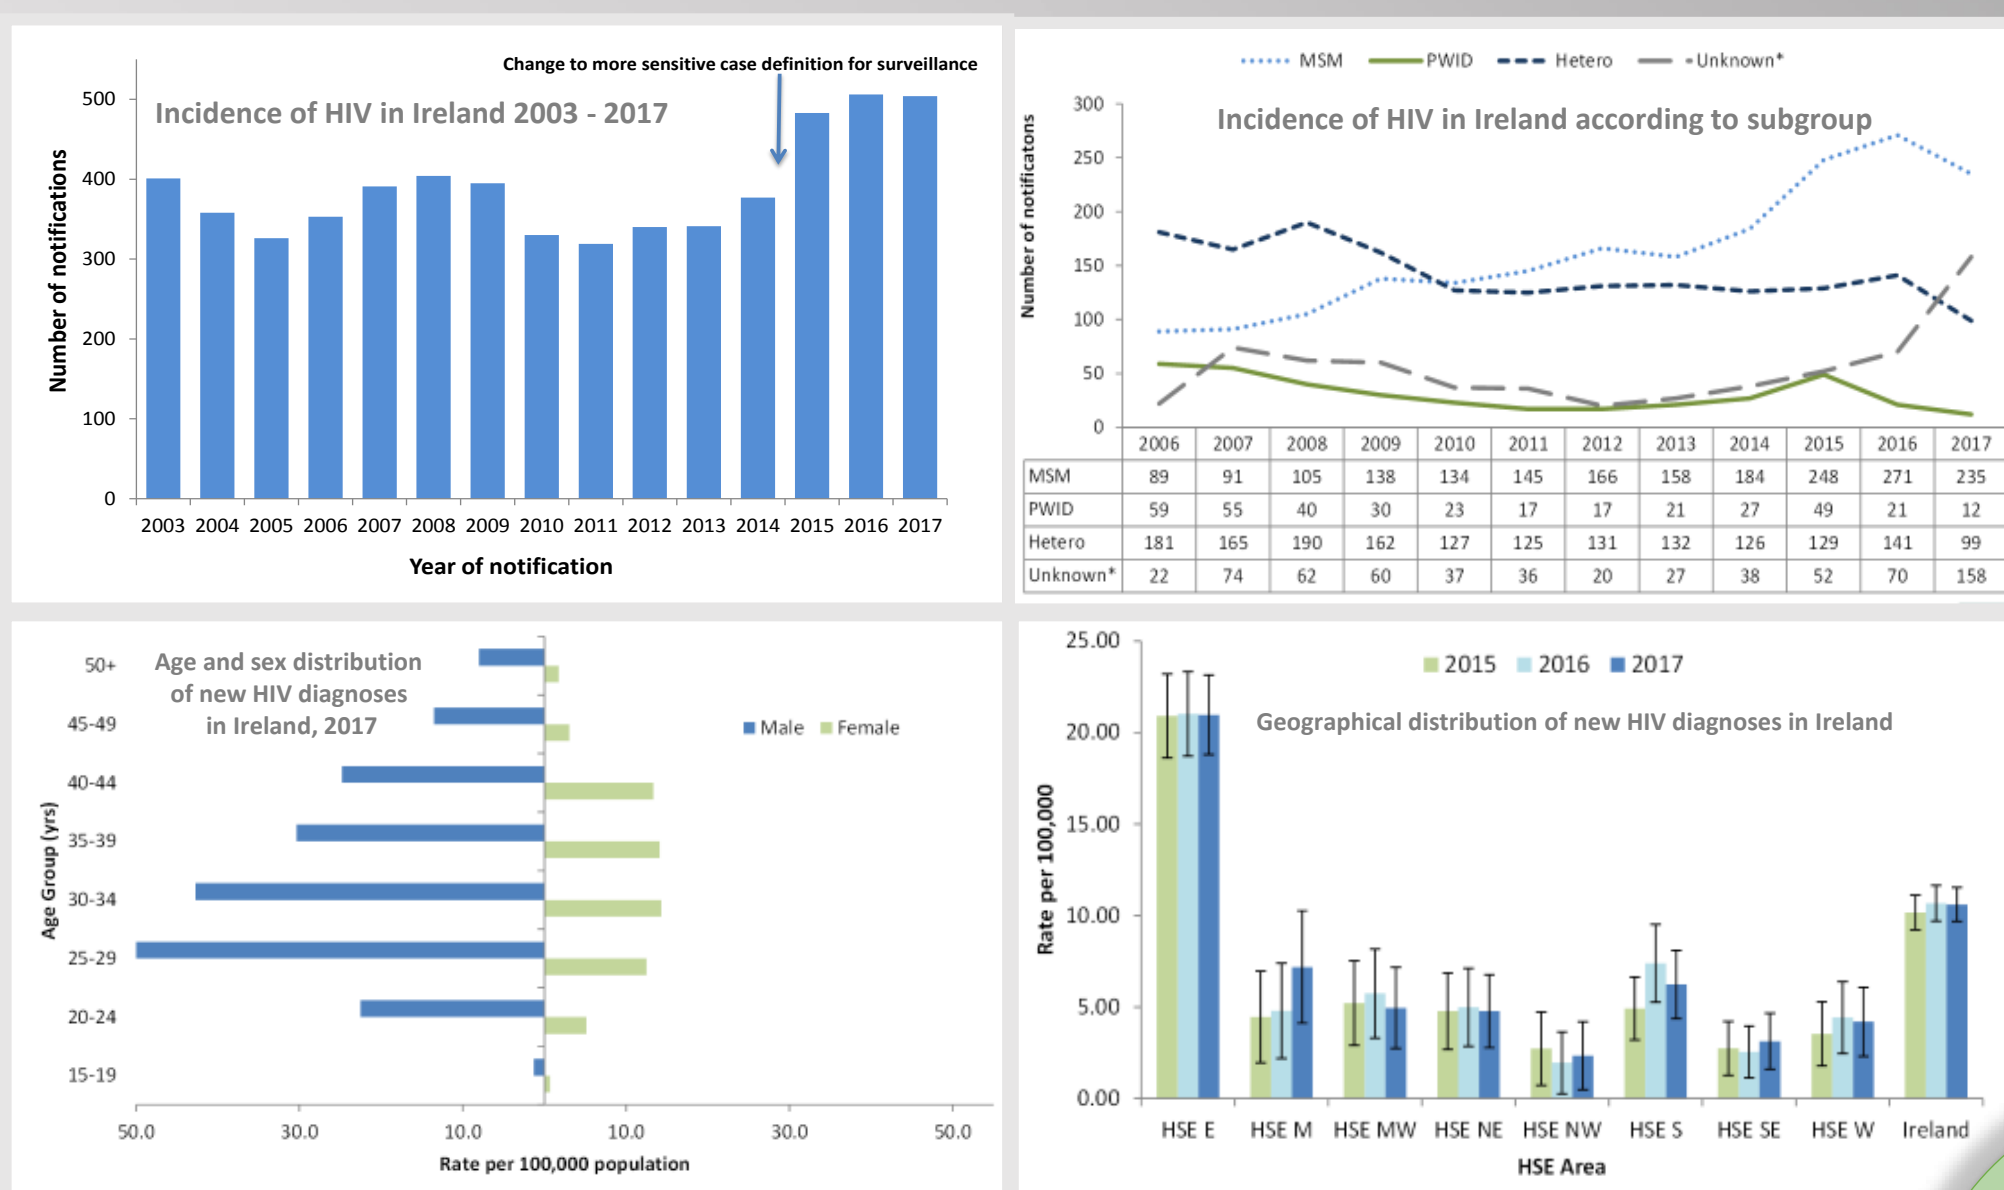 Change to more sensitive case definition for surveillance
Incidence of HIV in Ireland 2003 - 2017
Number of notifications
500
400
300
200
100
0
2003 2004 2005 2006 2007 2008 2009 2010 2011 2012 2013 2014 2015 2016 2017
Year of notification
MSM PWID Hetero Unknown*
Incidence of HIV in Ireland according to subgroup
Number of notificatons
300
250
200
150
100
50
0
2006 2007 2008 2009 2010 2011 2012 2013 2014 2015 2016 2017
MSM 89 91 105 138 134 145 166 158 184 248 271 235
PWID 59 55 40 30 23 17 17 21 27 49 21 12
Hetero 181 165 190 162 127 125 131 132 126 129 141 99
Unknown* 22 74 62 60 37 36 20 27 38 52 70 158
Age and sex distribution
of new HIV diagnoses
in Ireland, 2017
Male Female
Age Group (yrs)
50+
45-49
40-44
35-39
30-34
25-29
20-24
15-19
50.0 30.0 10.0 10.0 30.0 50.0
Rate per 100,000 population
2015 2016 2017
Geographical distribution of new HIV diagnoses in Ireland
Rate per 100,000
25.00
20.00
15.00
10.00
5.00
0.00
HSE E HSE M HSE MW HSE NE HSE NW HSE S HSE SE HSE W Ireland
HSE Area